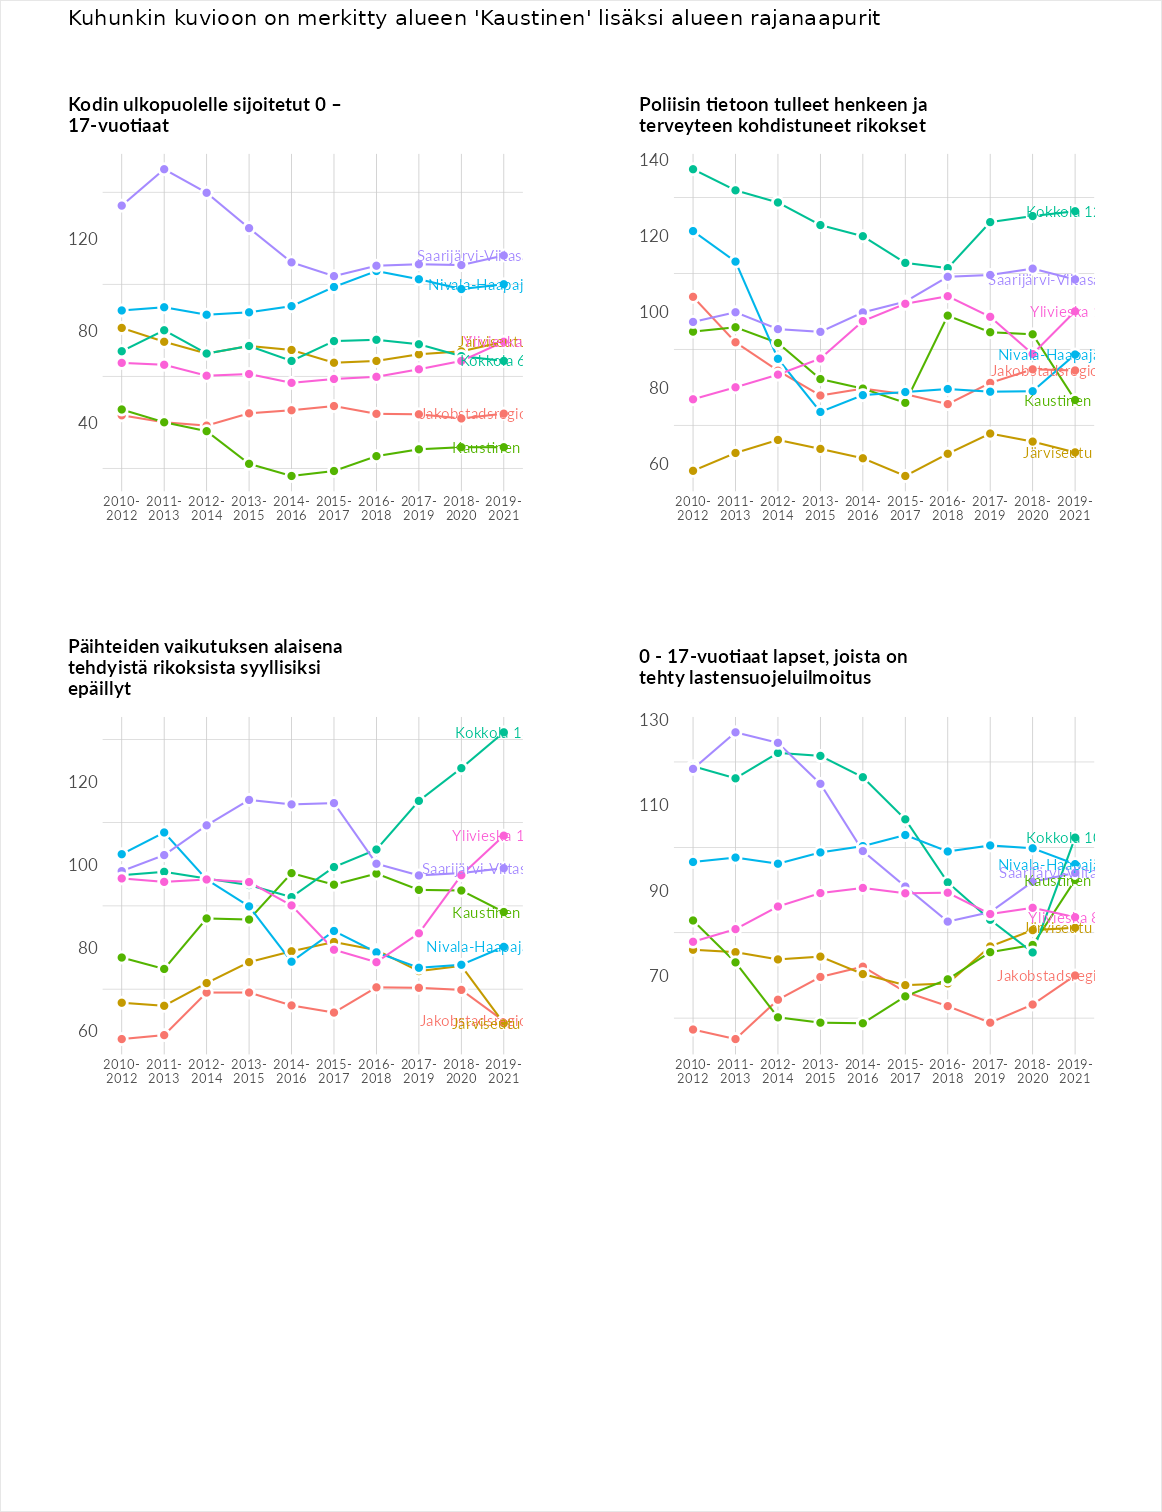 Kuhunkin kuvioon on merkitty alueen 'Kaustinen' lisäksi alueen rajanaapurit
Kodin ulkopuolelle sijoitetut 0 –
17-vuotiaat
120
80
40
Saarijärvi-Viitas
Nivala-Haapaj
Kokkola 6
Jakobstadsregio
Kaustinen
2010-2012 2011-2013 2012-2014 2013-2015 2014-2016 2015-2017 2016-2018 2017-2019 2018-2020 2019-2021
Poliisin tietoon tulleet henkeen ja
terveyteen kohdistuneet rikokset
140
120
100
80
60
Kokkola 12
Saarijärvi-Viitasa
Ylivieska
Nivala-Haapajä
Jakobstadsregio
Kaustinen
Järviseutu
2010-2012 2011-2013 2012-2014 2013-2015 2014-2016 2015-2017 2016-2018 2017-2019 2018-2020 2019-2021
Päihteiden vaikutuksen alaisena
tehdyistä rikoksista syyllisiksi
epäillyt
120
100
80
60
Kokkola 1
Ylivieska 1
Saarijärvi-Viitas
Kaustinen
Nivala-Haapaj
Jakobstadsregio
Järviseutu
2010-2012 2011-2013 2012-2014 2013-2015 2014-2016 2015-2017 2016-2018 2017-2019 2018-2020 2019-2021
0 - 17-vuotiaat lapset, joista on
tehty lastensuojeluilmoitus
130
110
90
70
Kokkola 10
Nivala-Haapajä
Saarijärvi-Viita
Kaustinen
Ylivieska 8
Järviseutu
Jakobstadsregi
2010-2012 2011-2013 2012-2014 2013-2015 2014-2016 2015-2017 2016-2018 2017-2019 2018-2020 2019-2021